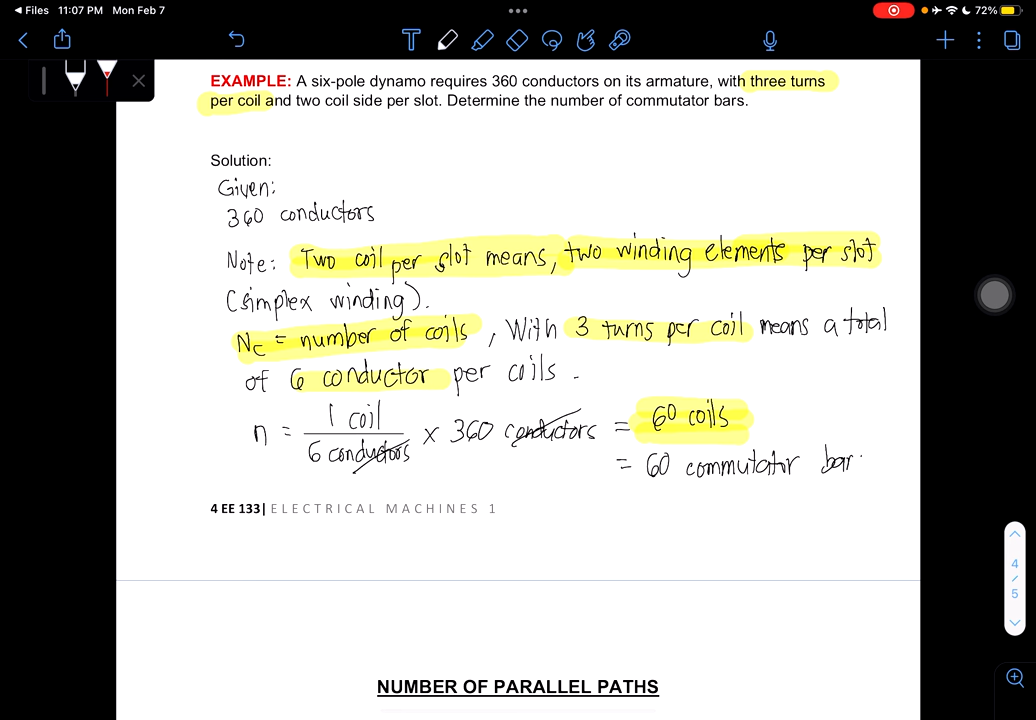 Files 11:07 PM Mon Feb 7 72%
T
EXAMPLE: A six-pole dynamo requires 360 conductors on its armature, with three turns
per coil and two coil side per slot. Determine the number of commutator bars.
Solution:
Given:
360 conductors
Note: Two coil per slot means, two winding elements per slot
(simplex winding).
Nc = number of coils, With 3 turns per coil means a total
of 6 conductor per coils.
n = 1 coil / 6 conductors x 360 conductors = 60 coils
= 60 commutator bar.
4 EE 133| ELECTRICAL MACHINES 1
4
/
5
NUMBER OF PARALLEL PATHS